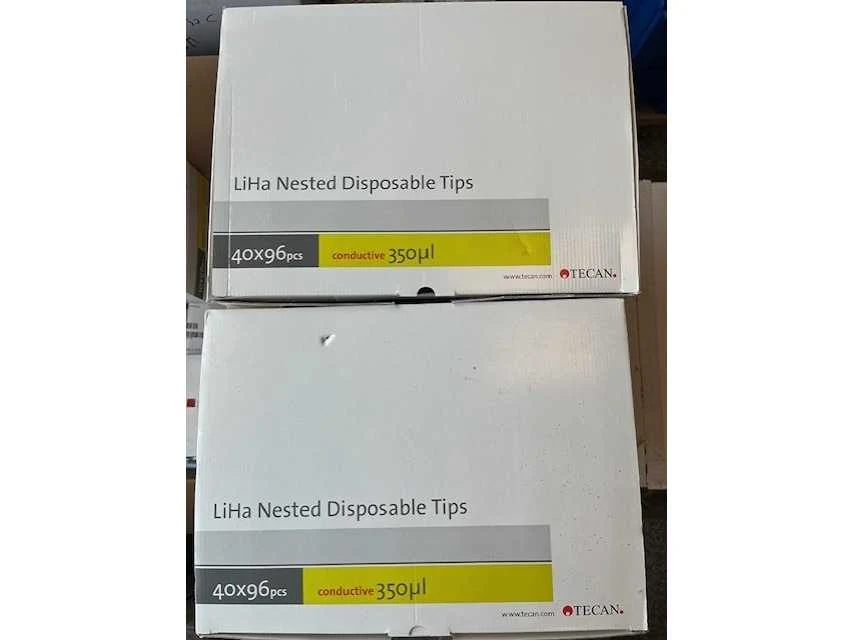 LiHa Nested Disposable Tips
40x96pcs conductive 350µl
www.tecan.com TECAN.
LiHa Nested Disposable Tips
40x96pcs conductive 350µl
www.tecan.com TECAN.